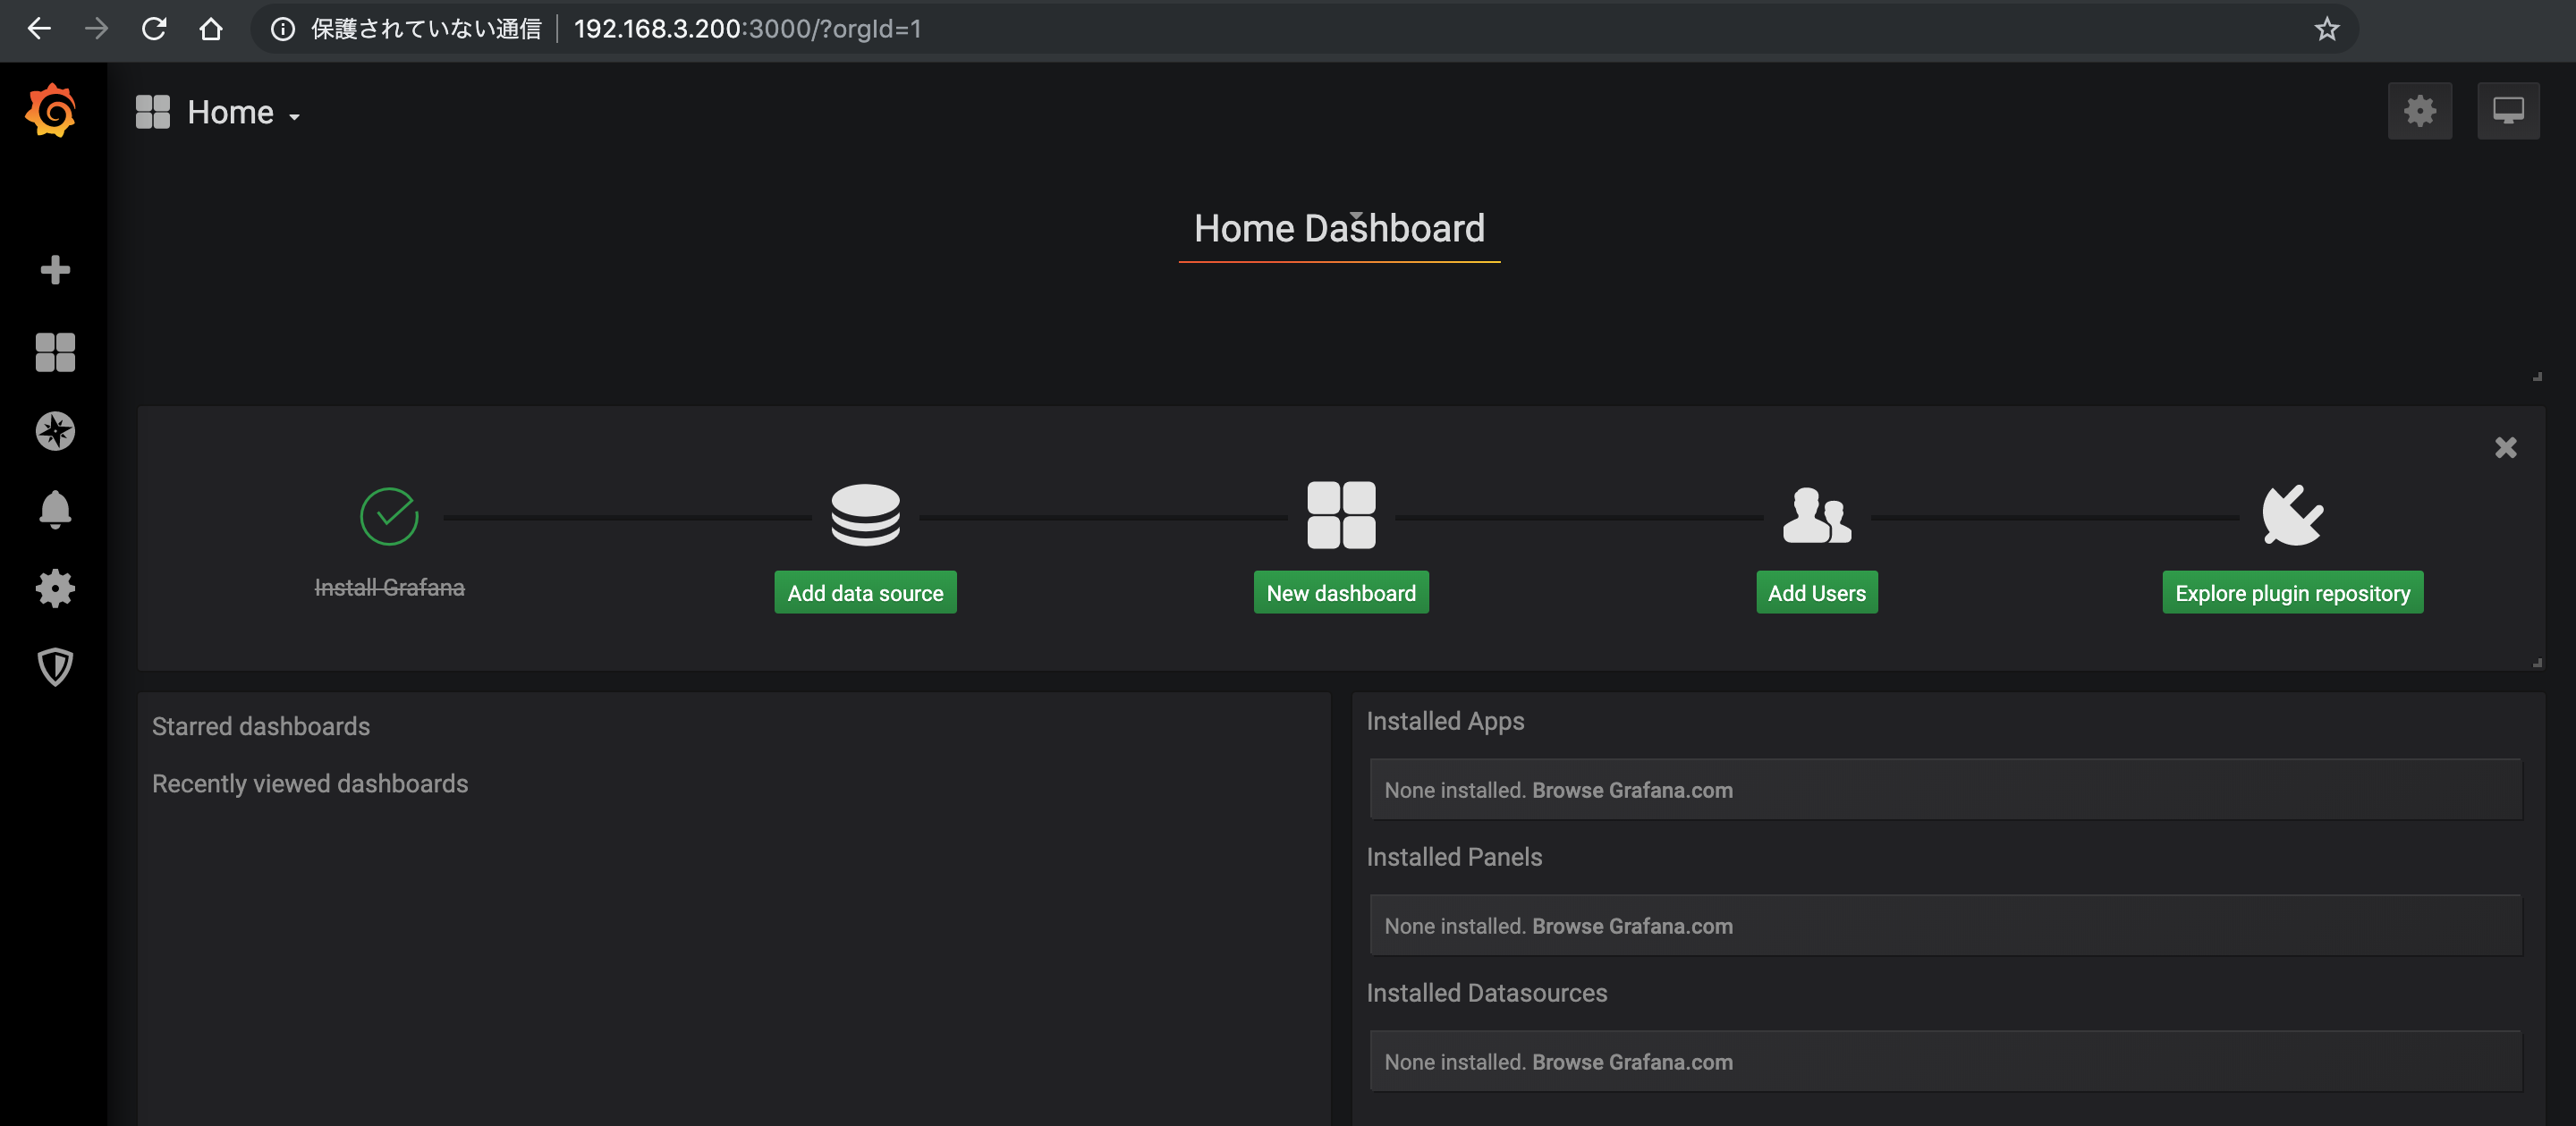 保護されていない通信 192.168.3.200:3000/?orgId=1
Home
Home Dashboard
Install Grafana
Add data source
New dashboard
Add Users
Explore plugin repository
Starred dashboards
Recently viewed dashboards
Installed Apps
None installed. Browse Grafana.com
Installed Panels
None installed. Browse Grafana.com
Installed Datasources
None installed. Browse Grafana.com